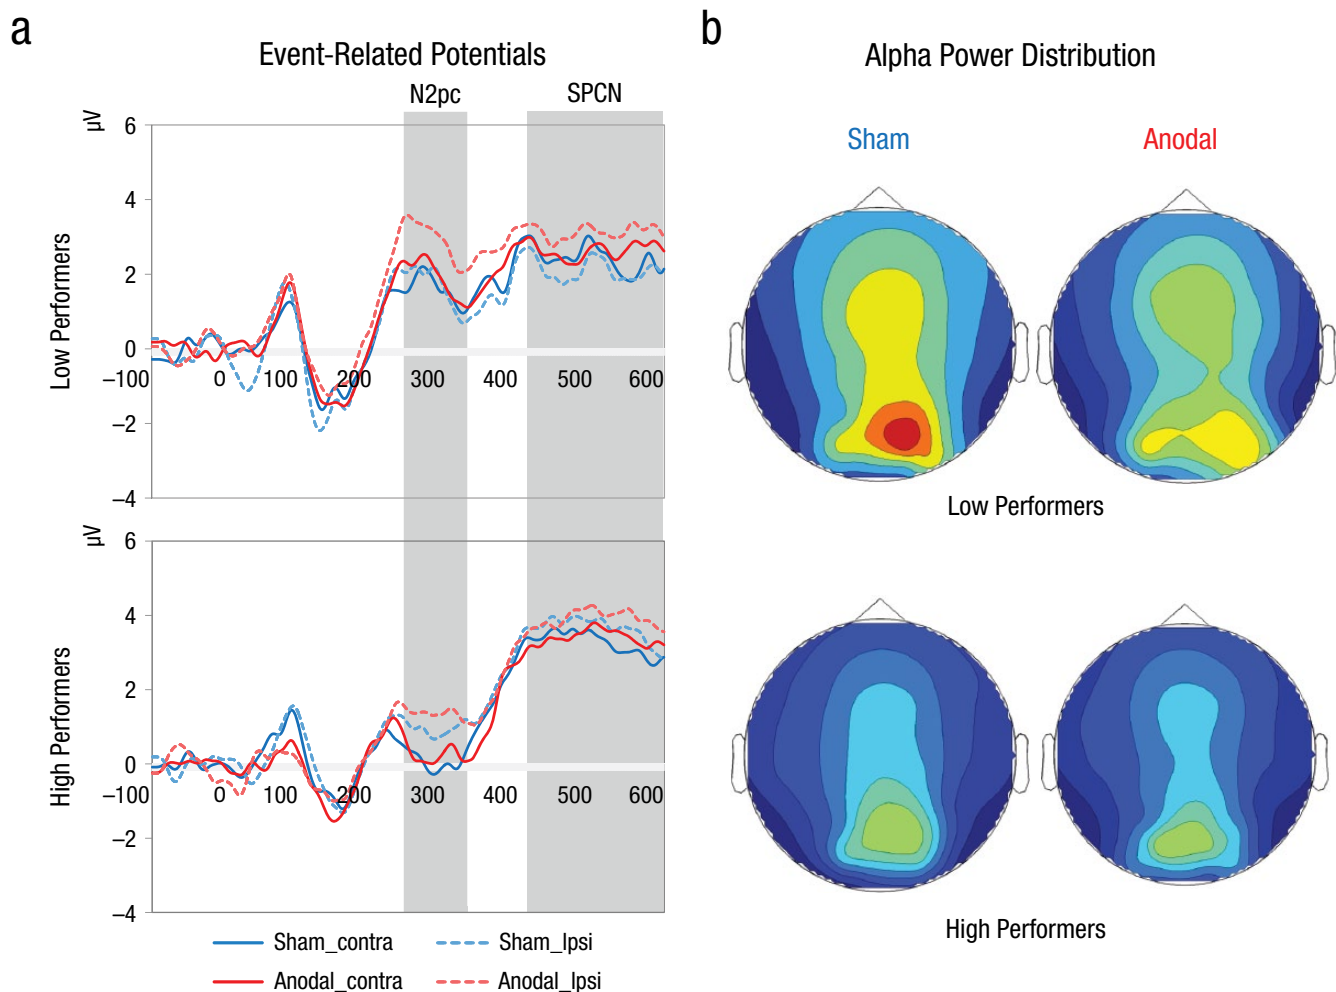 a
Event-Related Potentials
N2pc
SPCN
µV
6
4
2
0
–2
–4
Low Performers
–100 0 100 200 300 400 500 600
µV
6
4
2
0
–2
–4
High Performers
–100 0 100 200 300 400 500 600
Sham_contra
Sham_Ipsi
Anodal_contra
Anodal_Ipsi
b
Alpha Power Distribution
Sham
Anodal
Low Performers
High Performers